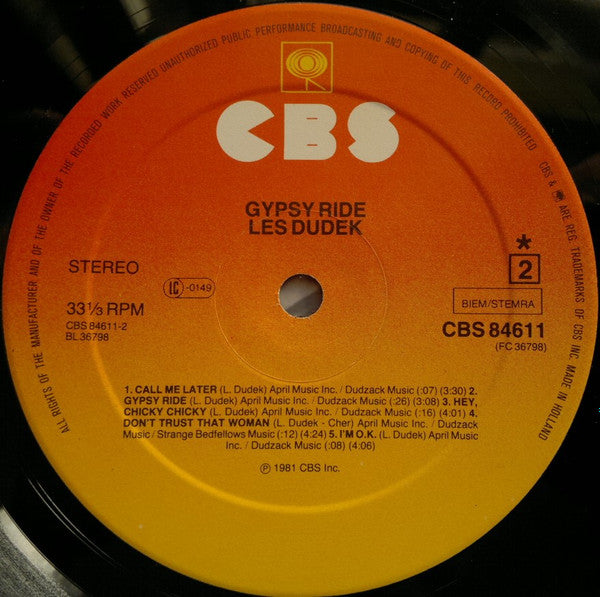 ALL RIGHTS OF THE MANUFACTURER AND OF THE OWNER OF THE RECORDED WORK RESERVED UNAUTHORIZED PUBLIC PERFORMANCE BROADCASTING AND COPYING OF THIS RECORD PROHIBITED
CBS & ARE REG. TRADEMARKS OF CBS INC. MADE IN HOLLAND
CBS
GYPSY RIDE
LES DUDEK
STEREO
IC -0149
*
2
33⅓ RPM
BIEM/STEMRA
CBS 84611-2
CBS 84611
BL 36798
(FC 36798)
1. CALL ME LATER (L. Dudek) April Music Inc. / Dudzack Music (:07) (3:30) 2.
GYPSY RIDE (L. Dudek) April Music Inc. / Dudzack Music (:26) (3:08) 3. HEY,
CHICKY CHICKY (L. Dudek) April Music Inc. / Dudzack Music (:16) (4:01) 4.
DON'T TRUST THAT WOMAN (L. Dudek - Cher) April Music Inc. / Dudzack
Music / Strange Bedfellows Music (:12) (4:24) 5. I'M O.K. (L. Dudek) April Music
Inc. / Dudzack Music (:08) (4:06)
℗ 1981 CBS Inc.